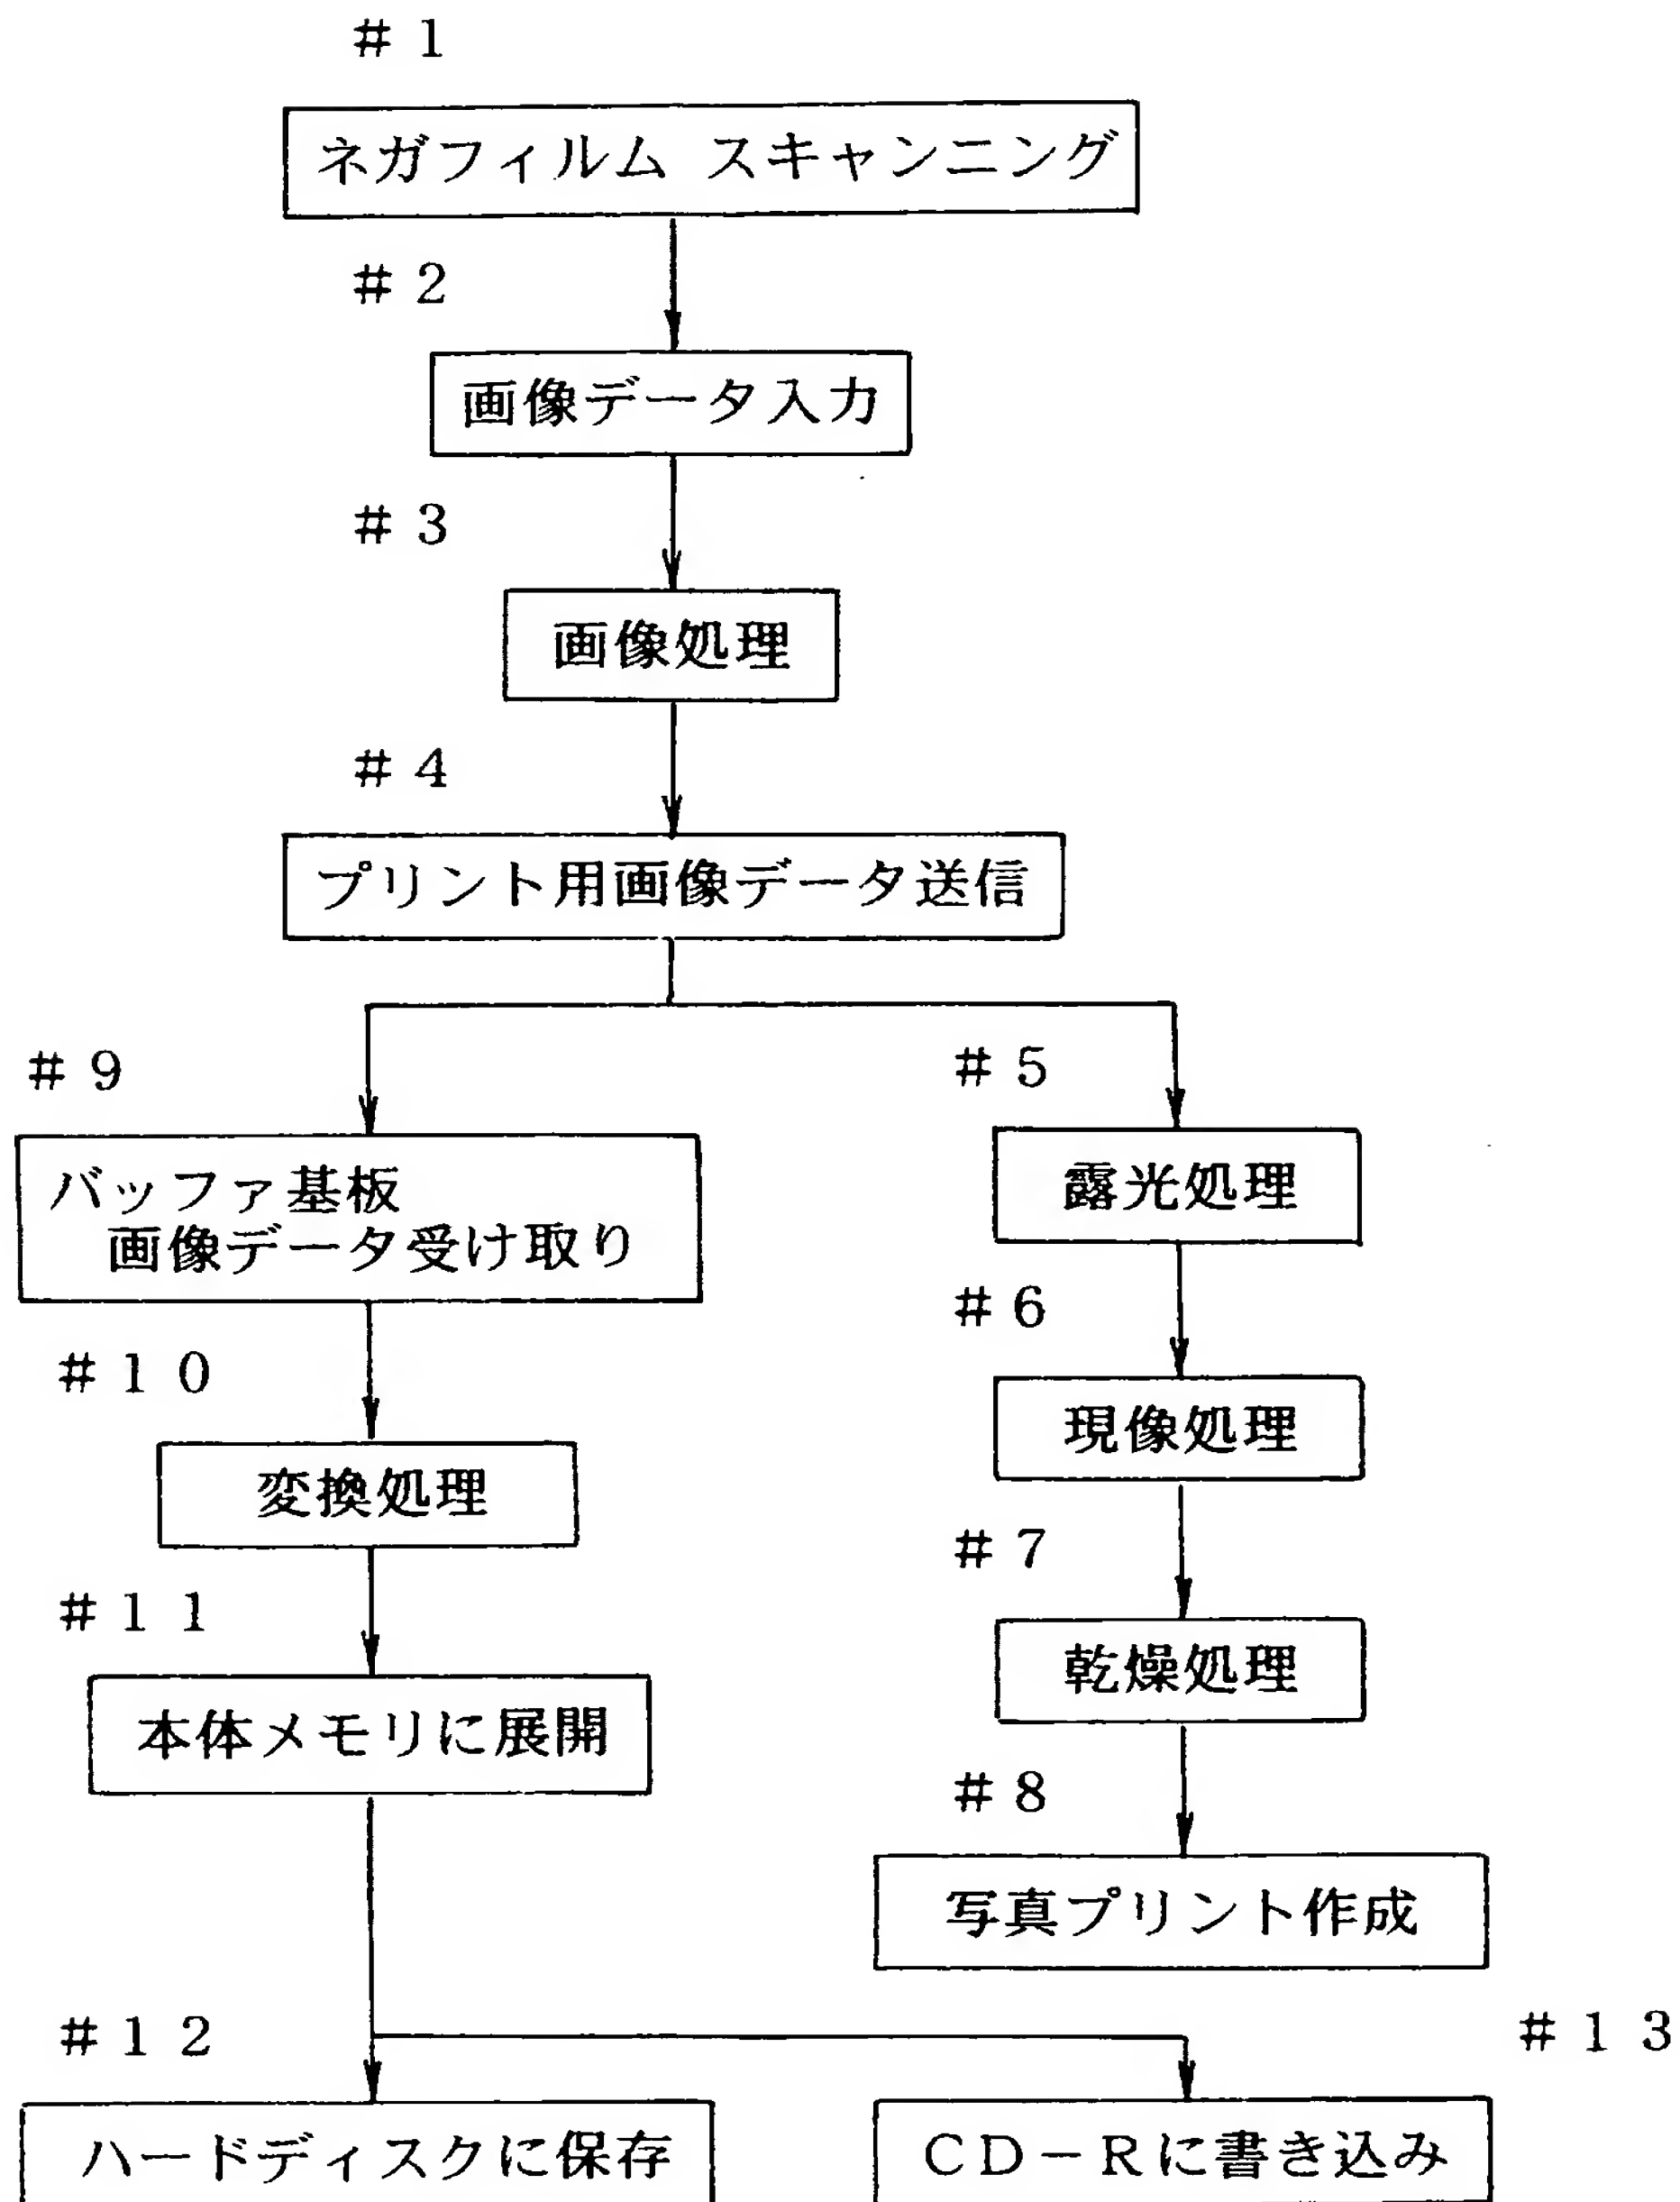 ＃１
ネガフィルム スキャンニング
＃２
画像データ入力
＃３
画像処理
＃４
プリント用画像データ送信
＃９
バッファ基板
画像データ受け取り
＃１０
変換処理
＃１１
本体メモリに展開
＃５
露光処理
＃６
現像処理
＃７
乾燥処理
＃８
写真プリント作成
＃１２
ハードディスクに保存
＃１３
ＣＤ－Ｒに書き込み